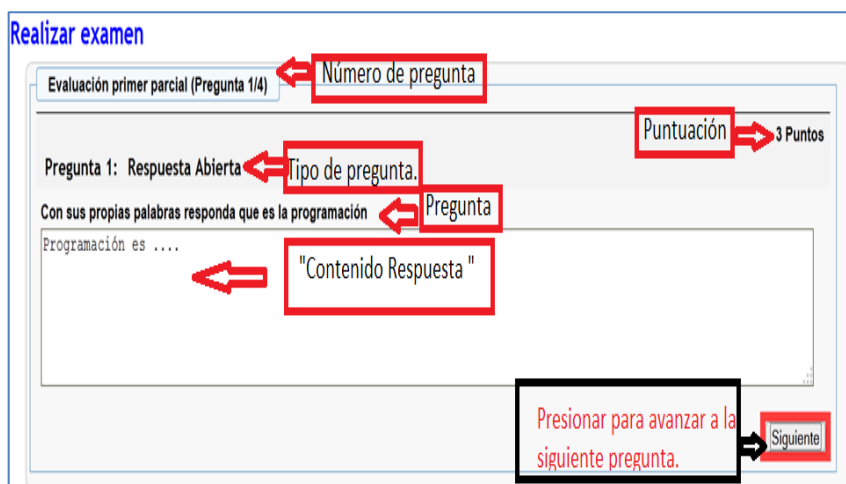 Realizar examen
Evaluación primer parcial (Pregunta 1/4)
Número de pregunta
Puntuación
3 Puntos
Pregunta 1: Respuesta Abierta
Tipo de pregunta.
Con sus propias palabras responda que es la programación
Pregunta
Programación es ....
"Contenido Respuesta "
Presionar para avanzar a la
siguiente pregunta.
Siguiente